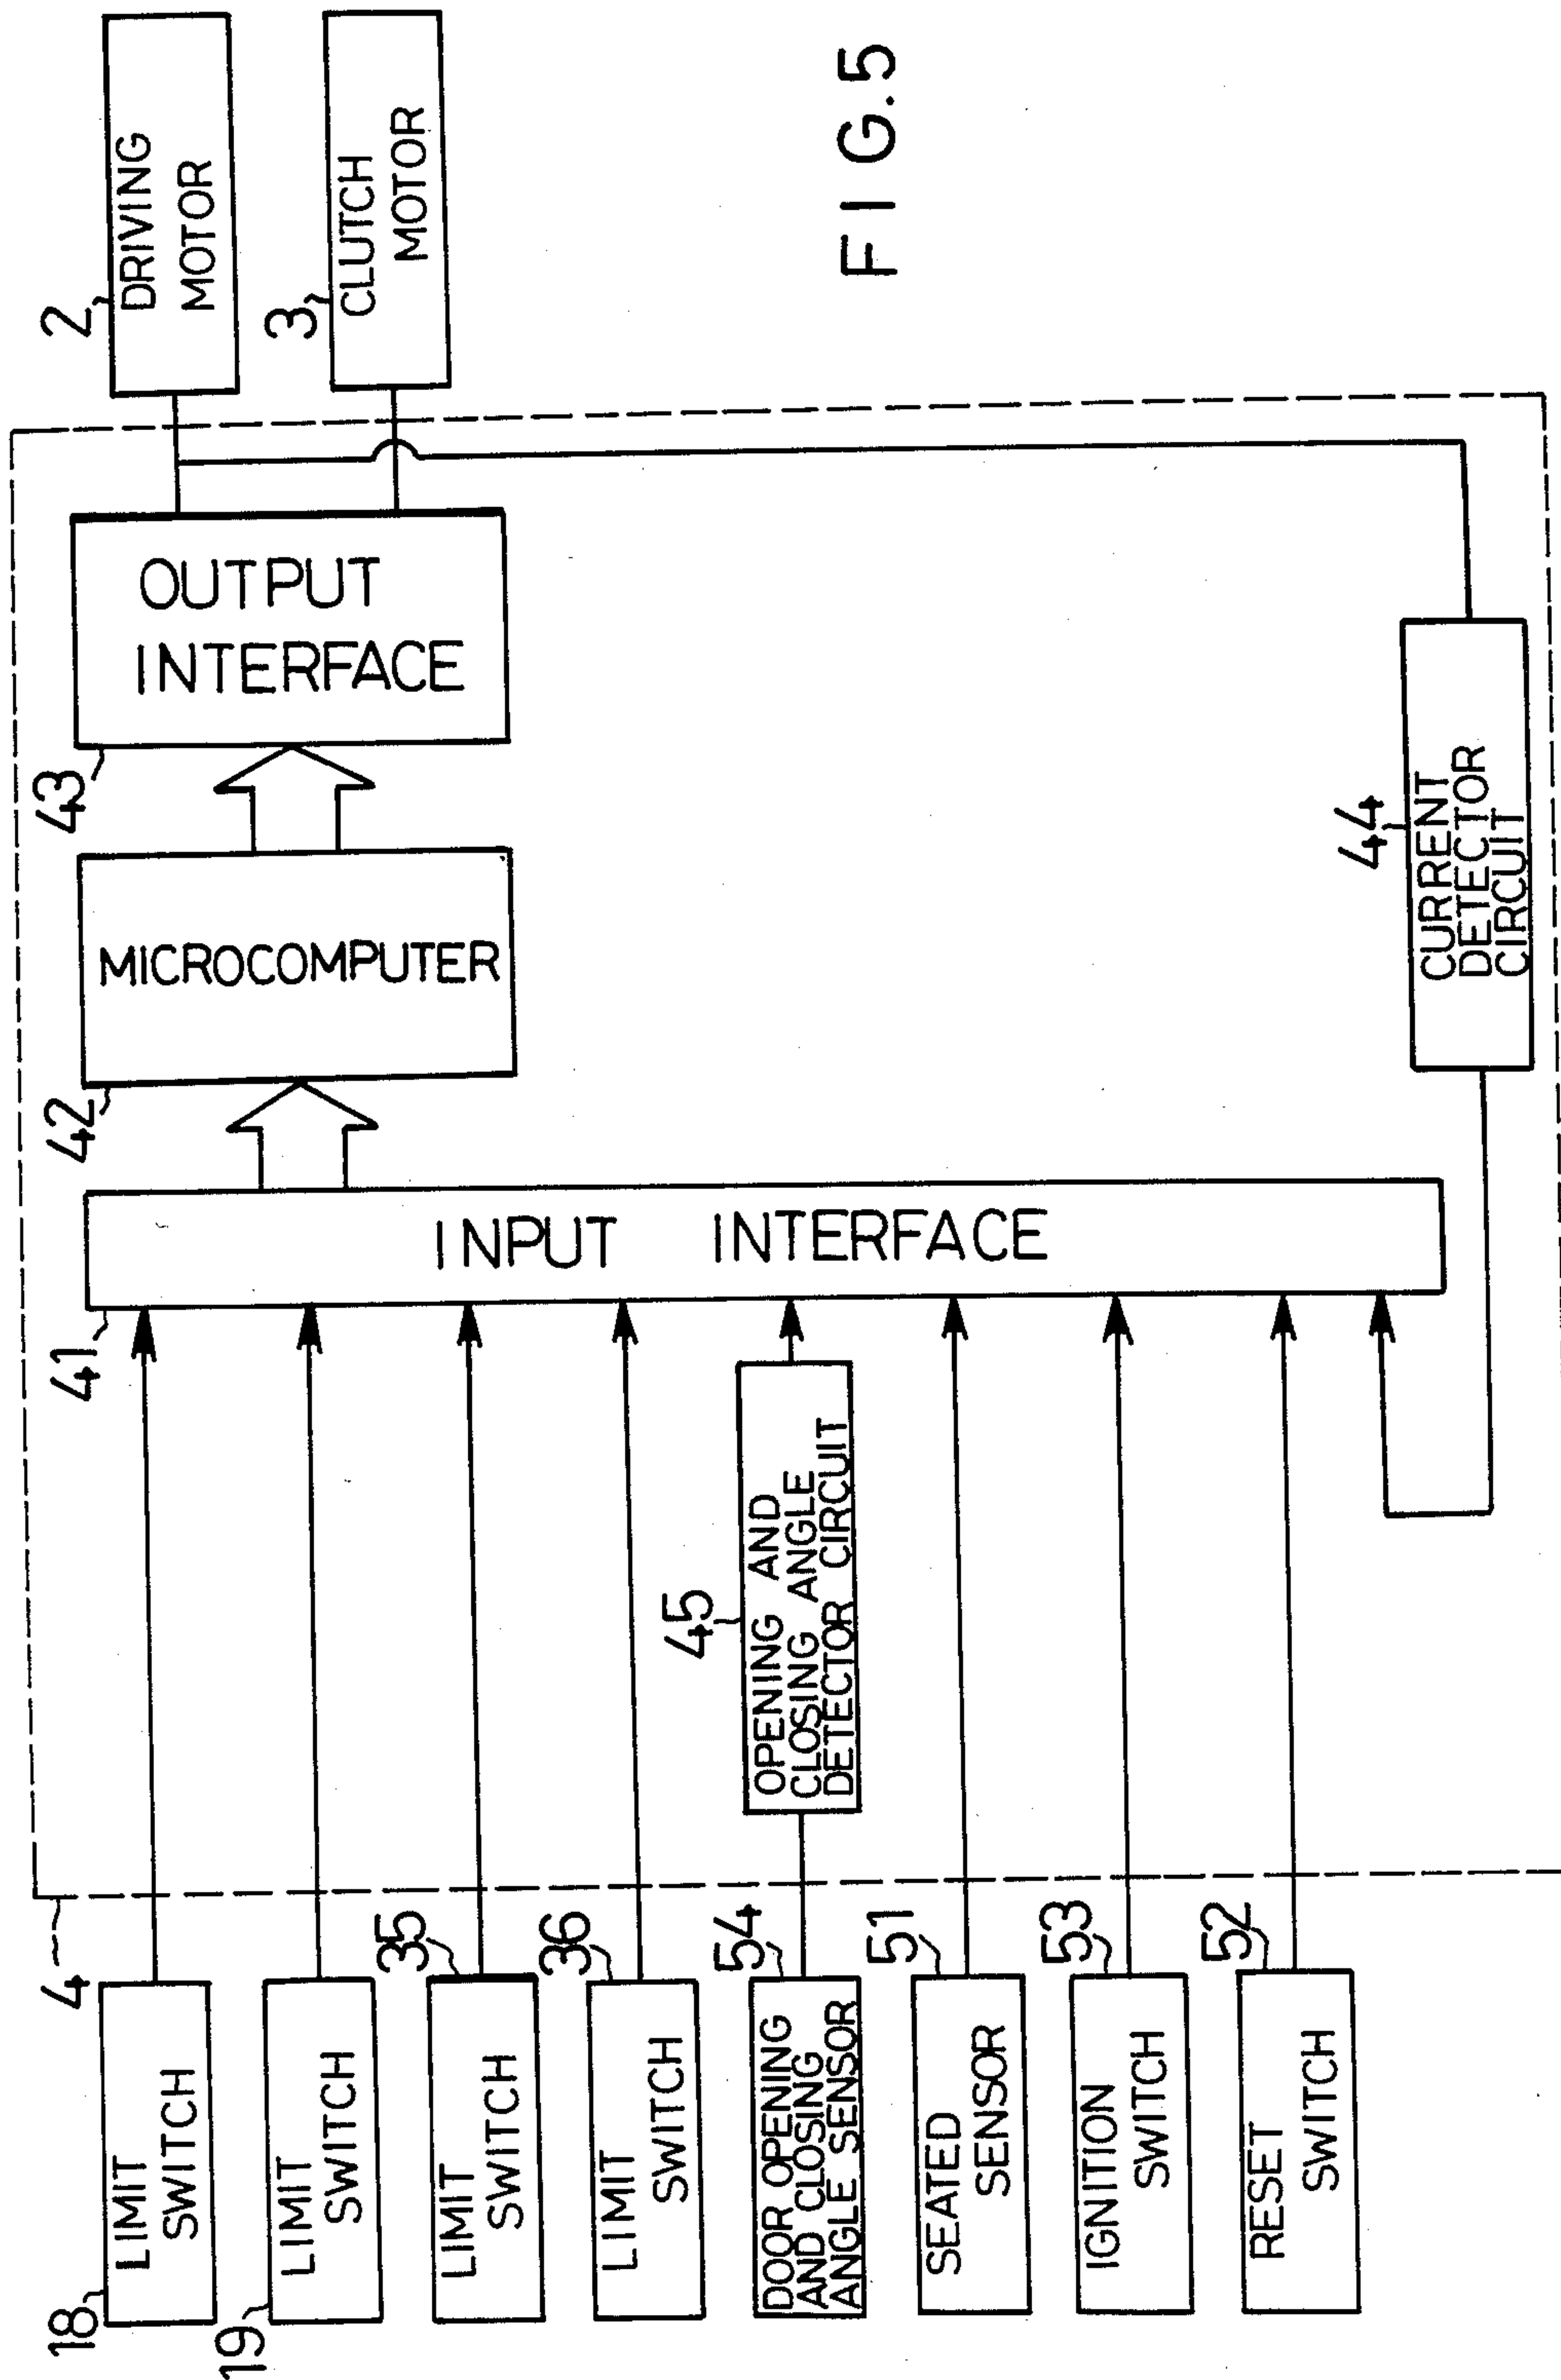 4
18
LIMIT
SWITCH
19
LIMIT
SWITCH
35
LIMIT
SWITCH
36
LIMIT
SWITCH
54
DOOR OPENING
AND CLOSING
ANGLE SENSOR
51
SEATED
SENSOR
53
IGNITION
SWITCH
52
RESET
SWITCH
45
OPENING AND
CLOSING ANGLE
DETECTOR CIRCUIT
41
INPUT INTERFACE
42
MICROCOMPUTER
43
OUTPUT
INTERFACE
44
CURRENT
DETECTOR
CIRCUIT
2
DRIVING
MOTOR
3
CLUTCH
MOTOR
FIG.5